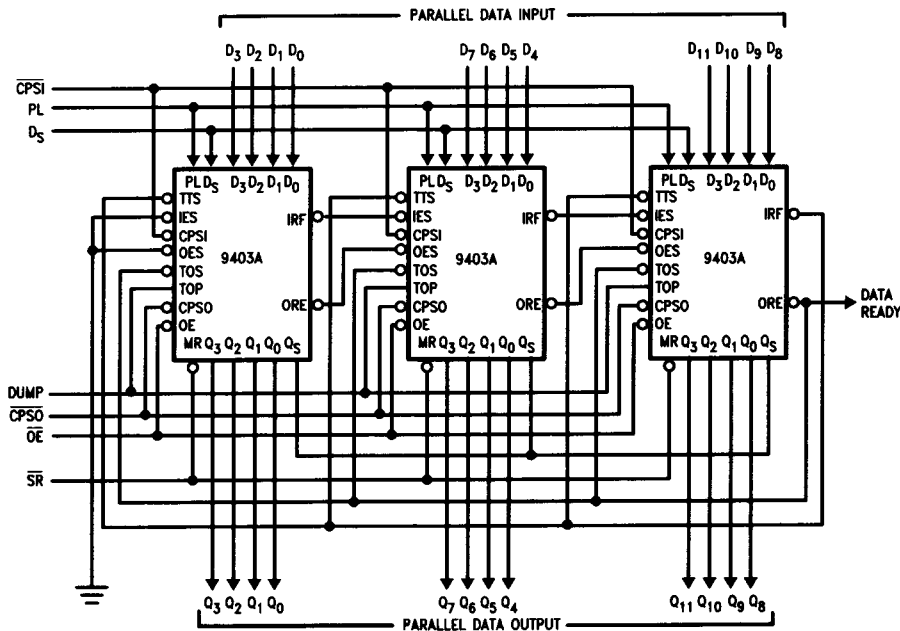 PARALLEL DATA INPUT
D3 D2 D1 D0
D7 D6 D5 D4
D11 D10 D9 D8
C̅P̅S̅I̅
PL
DS
PL DS D3 D2 D1 D0
TTS
IES
CPSI
OES
TOS
TOP
CPSO
OE
IRF
9403A
ORE
MR Q3 Q2 Q1 Q0 QS
PL DS D3 D2 D1 D0
TTS
IES
CPSI
OES
TOS
TOP
CPSO
OE
IRF
9403A
ORE
Q3 Q2 Q1 Q0 QS
PL DS D3 D2 D1 D0
TTS
IES
CPSI
OES
TOS
TOP
CPSO
OE
IRF
9403A
ORE
MR Q3 Q2 Q1 Q0 QS
DATA
READY
DUMP
C̅P̅S̅O̅
O̅E̅
S̅R̅
Q3 Q2 Q1 Q0
Q7 Q6 Q5 Q4
Q11 Q10 Q9 Q8
PARALLEL DATA OUTPUT